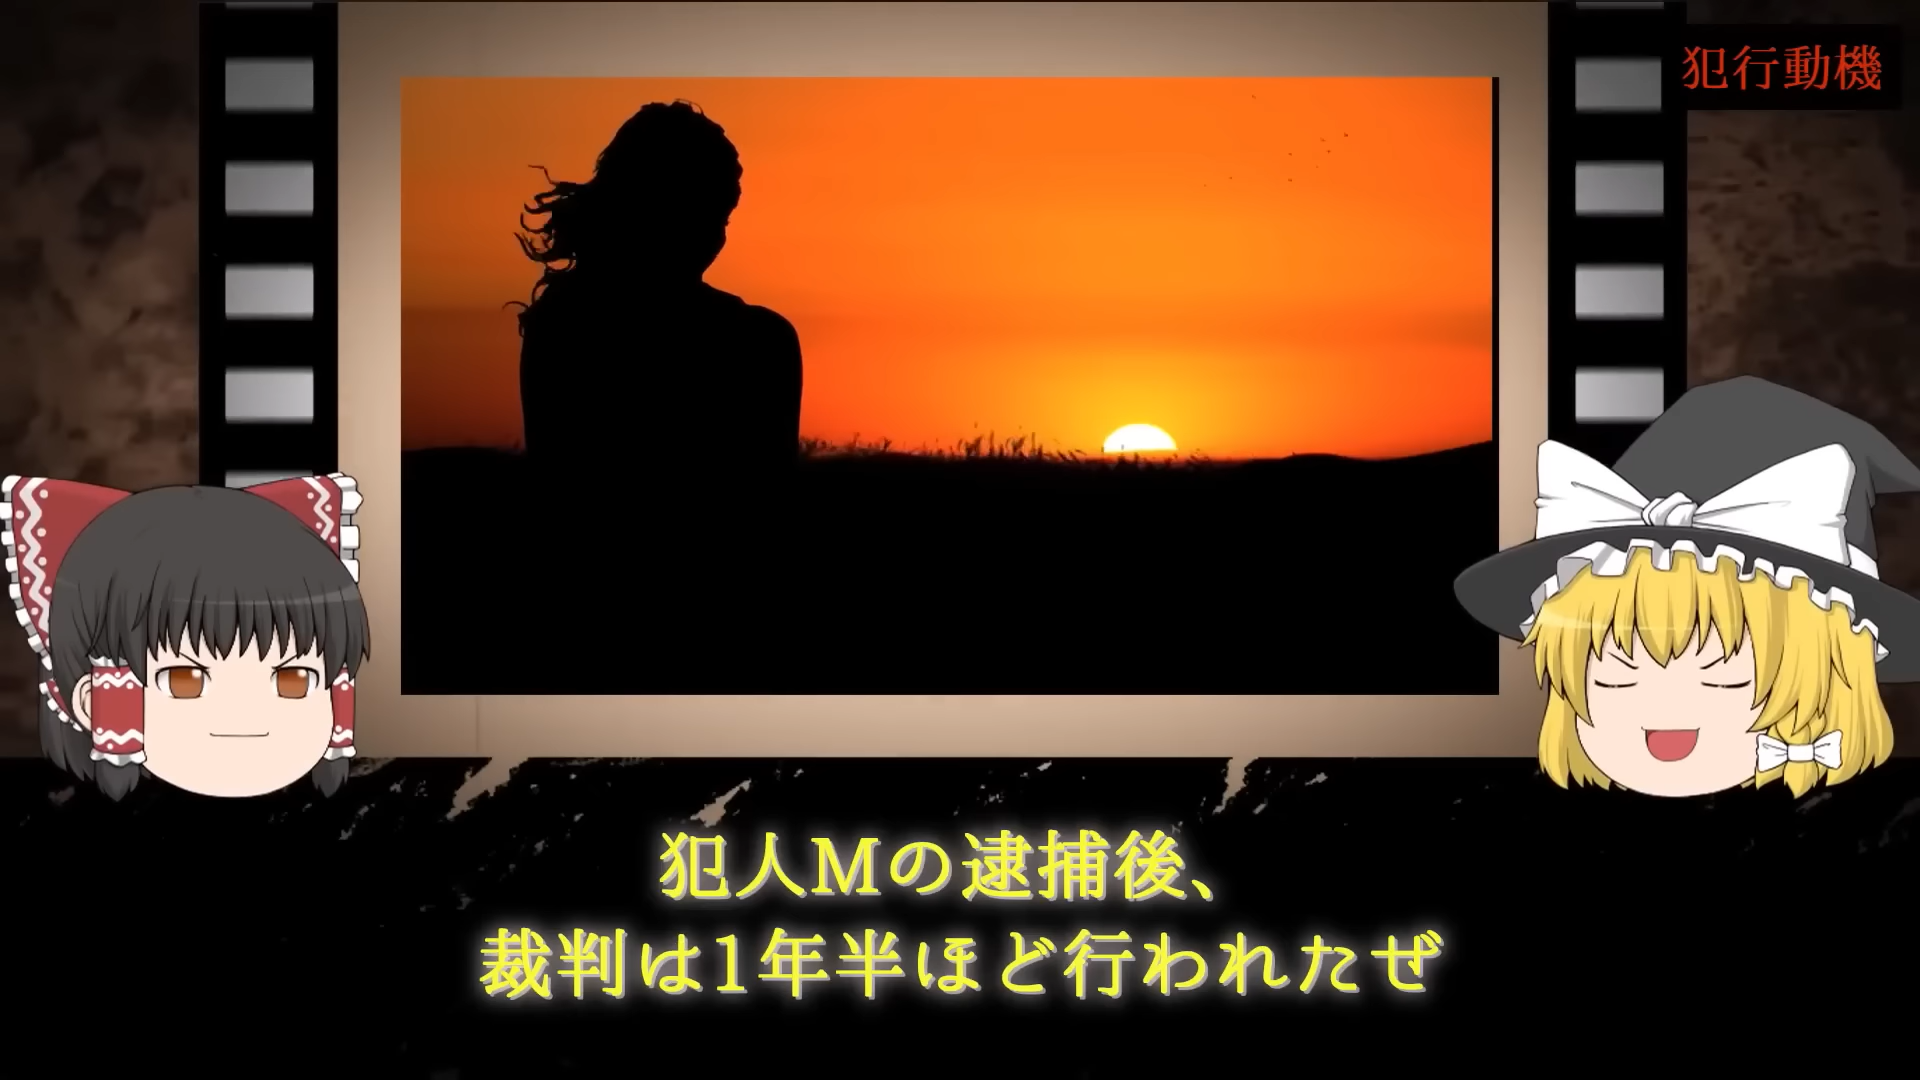 犯行動機
犯人Mの逮捕後、
裁判は1年半ほど行われたぜ